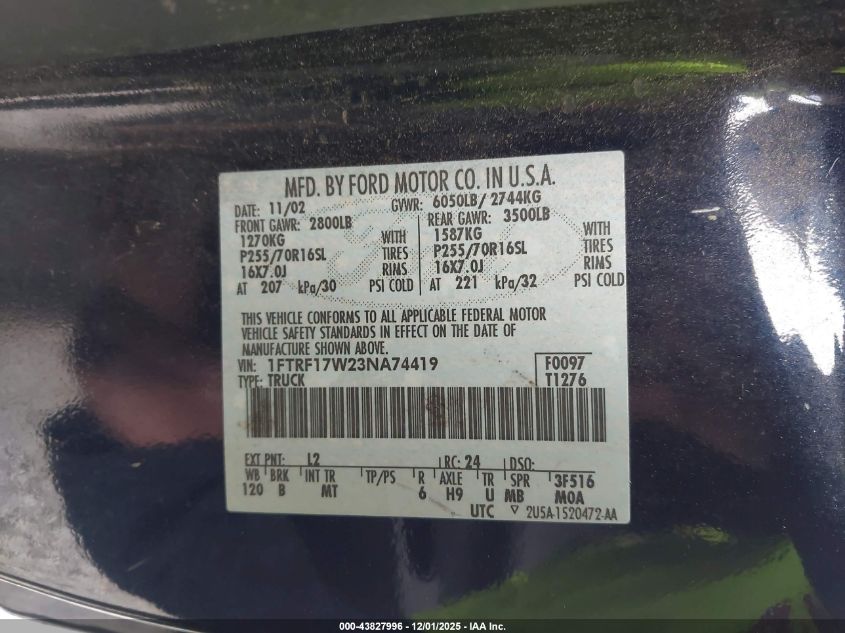 MFD. BY FORD MOTOR CO. IN U.S.A.
DATE: 11/02 GVWR: 6050LB/ 2744KG
FRONT GAWR: 2800LB REAR GAWR: 3500LB
1270KG WITH 1587KG WITH
P255/70R16SL TIRES P255/70R16SL TIRES
16X7.0J RIMS 16X7.0J RIMS
AT 207 kPa/30 PSI COLD AT 221 kPa/32 PSI COLD
THIS VEHICLE CONFORMS TO ALL APPLICABLE FEDERAL MOTOR
VEHICLE SAFETY STANDARDS IN EFFECT ON THE DATE OF
MANUFACTURE SHOWN ABOVE.
VIN: 1FTRF17W23NA74419 F0097
TYPE: TRUCK T1276
EXT PNT: L2 RC: 24 DSO:
WB BRK INT TR TP/PS R AXLE TR SPR 3F516
120 B MT 6 H9 U MB MOA
UTC ▽ 2U5A-1520472-AA
000-43827996 - 12/01/2025 - IAA Inc.